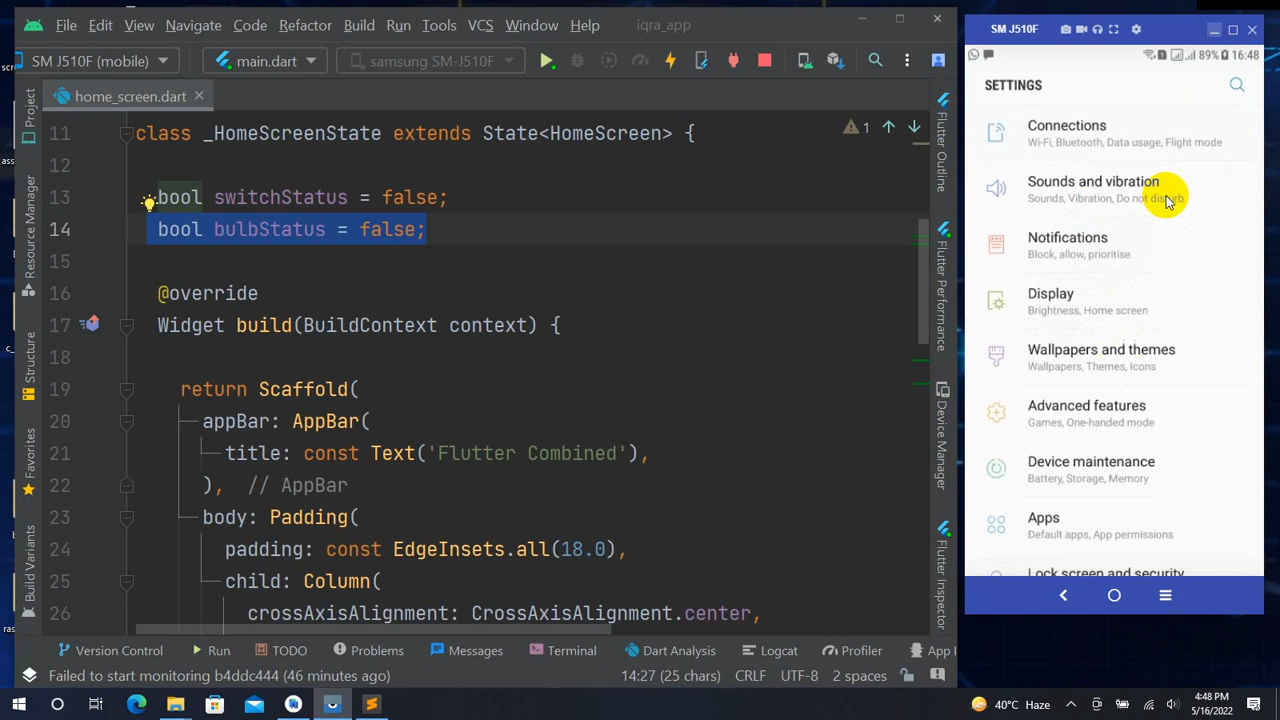 File Edit View Navigate Code Refactor Build Run Tools VCS Window Help iqra_app
SM J510F (mobile) main.dart samsung SM-J510F
home_screen.dart
Project
Resource Manager
Structure
Favorites
Build Variants
11 class _HomeScreenState extends State<HomeScreen> { 1
12
13 bool switchStatus = false;
14 bool bulbStatus = false;
15
16 @override
17 Widget build(BuildContext context) {
18
19 return Scaffold(
20 appBar: AppBar(
21 title: const Text('Flutter Combined'),
22 ), // AppBar
23 body: Padding(
24 padding: const EdgeInsets.all(18.0),
25 child: Column(
26 crossAxisAlignment: CrossAxisAlignment.center,
Flutter Outline
Flutter Performance
Device Manager
Flutter Inspector
Version Control Run TODO Problems Messages Terminal Dart Analysis Logcat Profiler App I
Failed to start monitoring b4ddc444 (46 minutes ago) 14:27 (25 chars) CRLF UTF-8 2 spaces
SM J510F
89% 16:48
SETTINGS
Connections
Wi-Fi, Bluetooth, Data usage, Flight mode
Sounds and vibration
Sounds, Vibration, Do not disturb
Notifications
Block, allow, prioritise
Display
Brightness, Home screen
Wallpapers and themes
Wallpapers, Themes, Icons
Advanced features
Games, One-handed mode
Device maintenance
Battery, Storage, Memory
Apps
Default apps, App permissions
Lock screen and security
40°C Haze
4:48 PM
5/16/2022